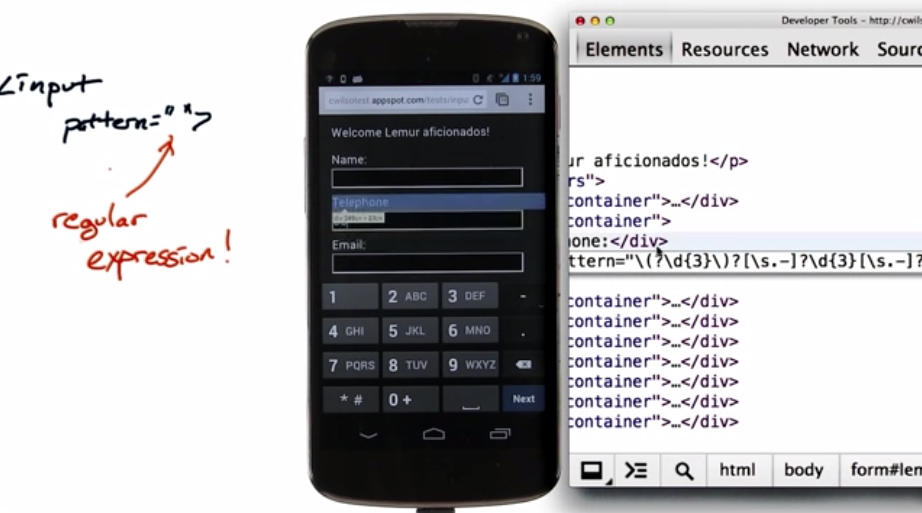 <input
pattern=" ">
regular
expression!
1:59
cwilsotest.appspot.com/tests/inpu
Welcome Lemur aficionados!
Name:
Telephone
Email:
1
2 ABC
3 DEF
-
4 GHI
5 JKL
6 MNO
.
7 PQRS
8 TUV
9 WXYZ
* #
0 +
Next
Developer Tools - http://cwils
Elements Resources Network Sourc
ur aficionados!</p>
rs">
container">…</div>
container">
hone:</div>
ttern="\(?\d{3}\)?[\s.-]?\d{3}[\s.-]?
container">…</div>
container">…</div>
container">…</div>
container">…</div>
container">…</div>
container">…</div>
container">…</div>
html body form#lem